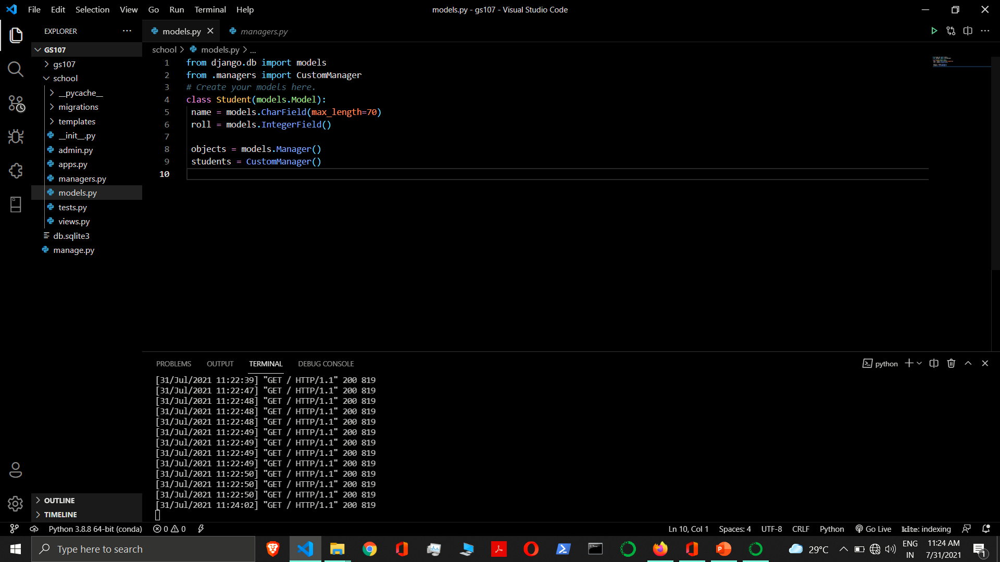 File Edit Selection View Go Run Terminal Help
models.py - gs107 - Visual Studio Code
EXPLORER
models.py
managers.py
GS107
gs107
school
__pycache__
migrations
templates
__init__.py
admin.py
apps.py
managers.py
models.py
tests.py
views.py
db.sqlite3
manage.py
OUTLINE
TIMELINE
school > models.py > ...
1 from django.db import models
2 from .managers import CustomManager
3 # Create your models here.
4 class Student(models.Model):
5 name = models.CharField(max_length=70)
6 roll = models.IntegerField()
7
8 objects = models.Manager()
9 students = CustomManager()
10
PROBLEMS OUTPUT TERMINAL DEBUG CONSOLE
python
[31/Jul/2021 11:22:39] "GET / HTTP/1.1" 200 819
[31/Jul/2021 11:22:47] "GET / HTTP/1.1" 200 819
[31/Jul/2021 11:22:48] "GET / HTTP/1.1" 200 819
[31/Jul/2021 11:22:48] "GET / HTTP/1.1" 200 819
[31/Jul/2021 11:22:48] "GET / HTTP/1.1" 200 819
[31/Jul/2021 11:22:49] "GET / HTTP/1.1" 200 819
[31/Jul/2021 11:22:49] "GET / HTTP/1.1" 200 819
[31/Jul/2021 11:22:49] "GET / HTTP/1.1" 200 819
[31/Jul/2021 11:22:49] "GET / HTTP/1.1" 200 819
[31/Jul/2021 11:22:50] "GET / HTTP/1.1" 200 819
[31/Jul/2021 11:22:50] "GET / HTTP/1.1" 200 819
[31/Jul/2021 11:22:50] "GET / HTTP/1.1" 200 819
[31/Jul/2021 11:24:02] "GET / HTTP/1.1" 200 819
Python 3.8.8 64-bit (conda) 0 0
Ln 10, Col 1 Spaces: 4 UTF-8 CRLF Python Go Live kite: indexing
Type here to search
29°C
ENG
IN
11:24 AM
7/31/2021
1